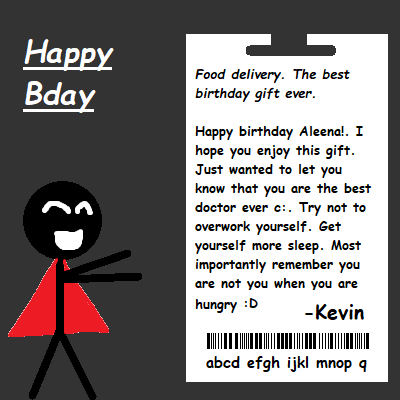 Happy
Bday
Food delivery. The best
birthday gift ever.
Happy birthday Aleena!. I
hope you enjoy this gift.
Just wanted to let you
know that you are the best
doctor ever c:. Try not to
overwork yourself. Get
yourself more sleep. Most
importantly remember you
are not you when you are
hungry :D
-Kevin
abcd efgh ijkl mnop q